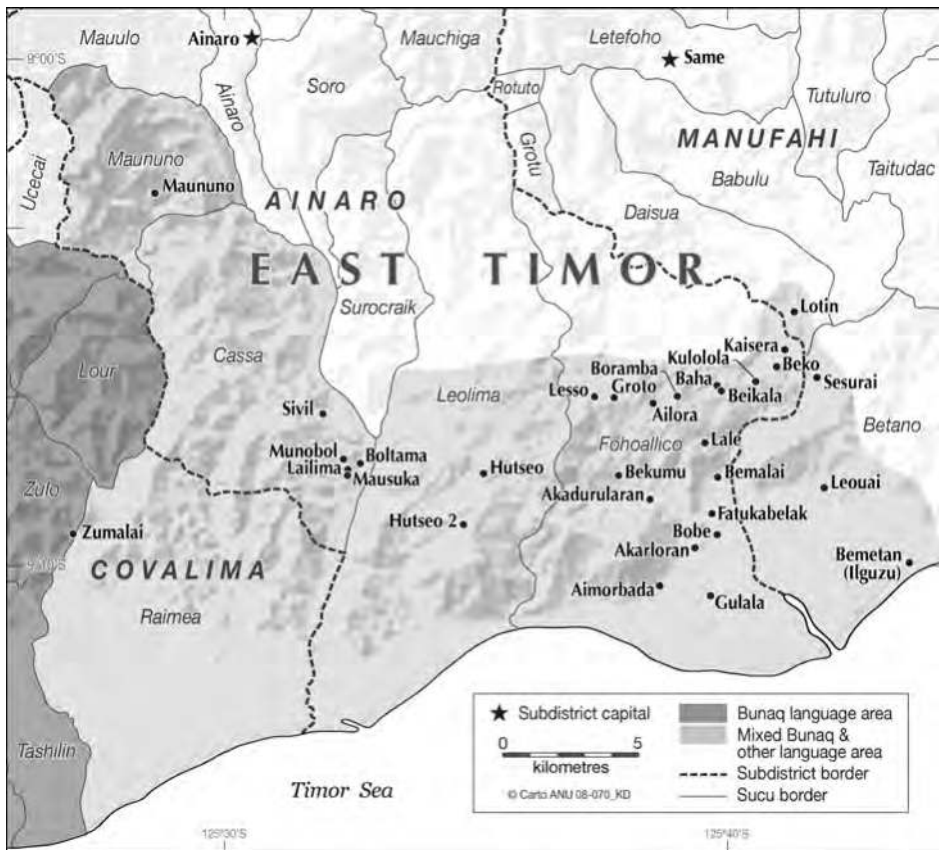 Mauulo
Ainaro
Mauchiga
Letefoho
Same
9°00'S
Ainaro
Soro
Rotuto
Tutuluro
Ucecai
Maununo
Maununo
Grotu
MANUFAHI
Taitudac
Babulu
AINARO
Daisua
EAST TIMOR
Surocraik
Lotin
Cassa
Kaisera
Kulolola
Beko
Lour
Boramba
Baha
Sesurai
Leolima
Lesso
Groto
Beikala
Sivil
Ailora
Betano
Fohoallico
Lale
Munobol
Boltama
Lailima
Hutseo
Bekumu
Bemalai
Mausuka
Leouai
Zulo
Akadurularan
Fatukabelak
Zumalai
Hutseo 2
Bobe
Akarloran
Bemetan
(Ilguzu)
COVALIMA
Aimorbada
Gulala
Raimea
Tashilin
Timor Sea
Subdistrict capital
0 5
kilometres
© Carto ANU 08-070_KD
Bunaq language area
Mixed Bunaq &
other language area
Subdistrict border
Sucu border
125°30'S
125°40'S